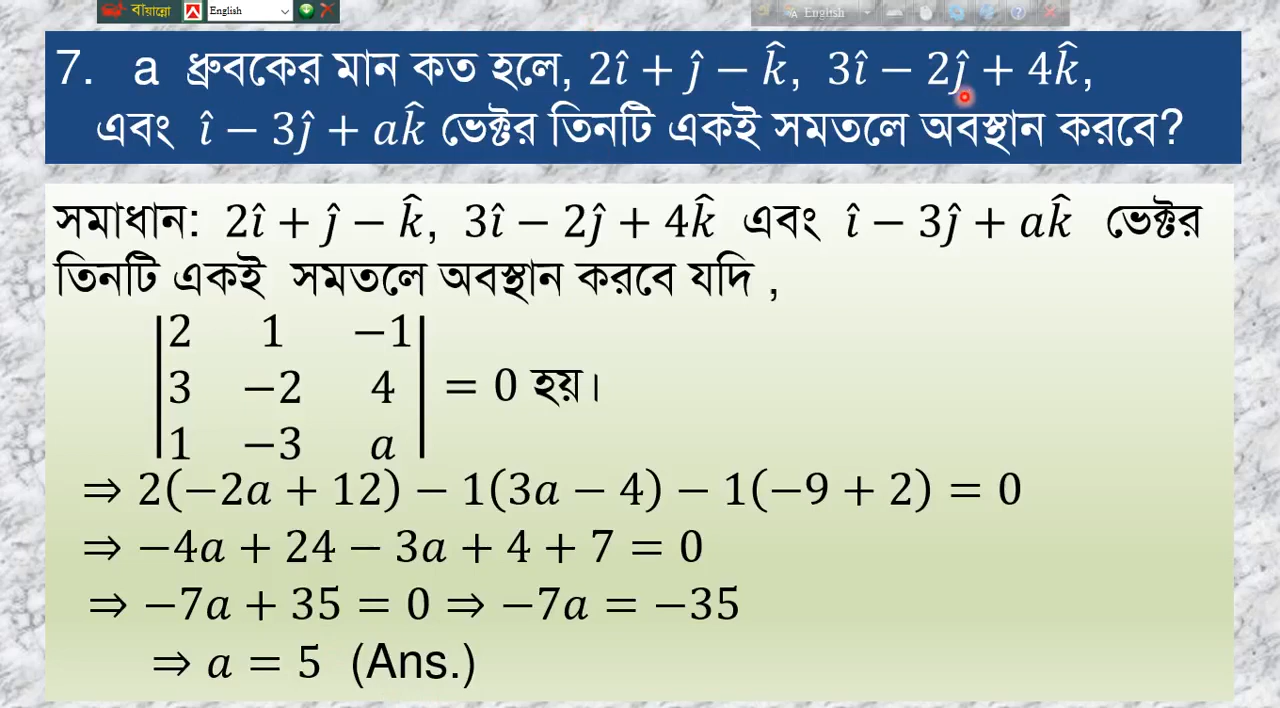 বাঁয়ান্নো English English
7. a ধ্রুবকের মান কত হলে, 2î + ĵ − k̂, 3î − 2ĵ + 4k̂,
এবং î − 3ĵ + ak̂ ভেক্টর তিনটি একই সমতলে অবস্থান করবে?
সমাধান: 2î + ĵ − k̂, 3î − 2ĵ + 4k̂ এবং î − 3ĵ + ak̂ ভেক্টর
তিনটি একই সমতলে অবস্থান করবে যদি ,
|2 1 −1|
|3 −2 4| = 0 হয়।
|1 −3 a|
⇒ 2(−2a + 12) − 1(3a − 4) − 1(−9 + 2) = 0
⇒ −4a + 24 − 3a + 4 + 7 = 0
⇒ −7a + 35 = 0 ⇒ −7a = −35
⇒ a = 5 (Ans.)